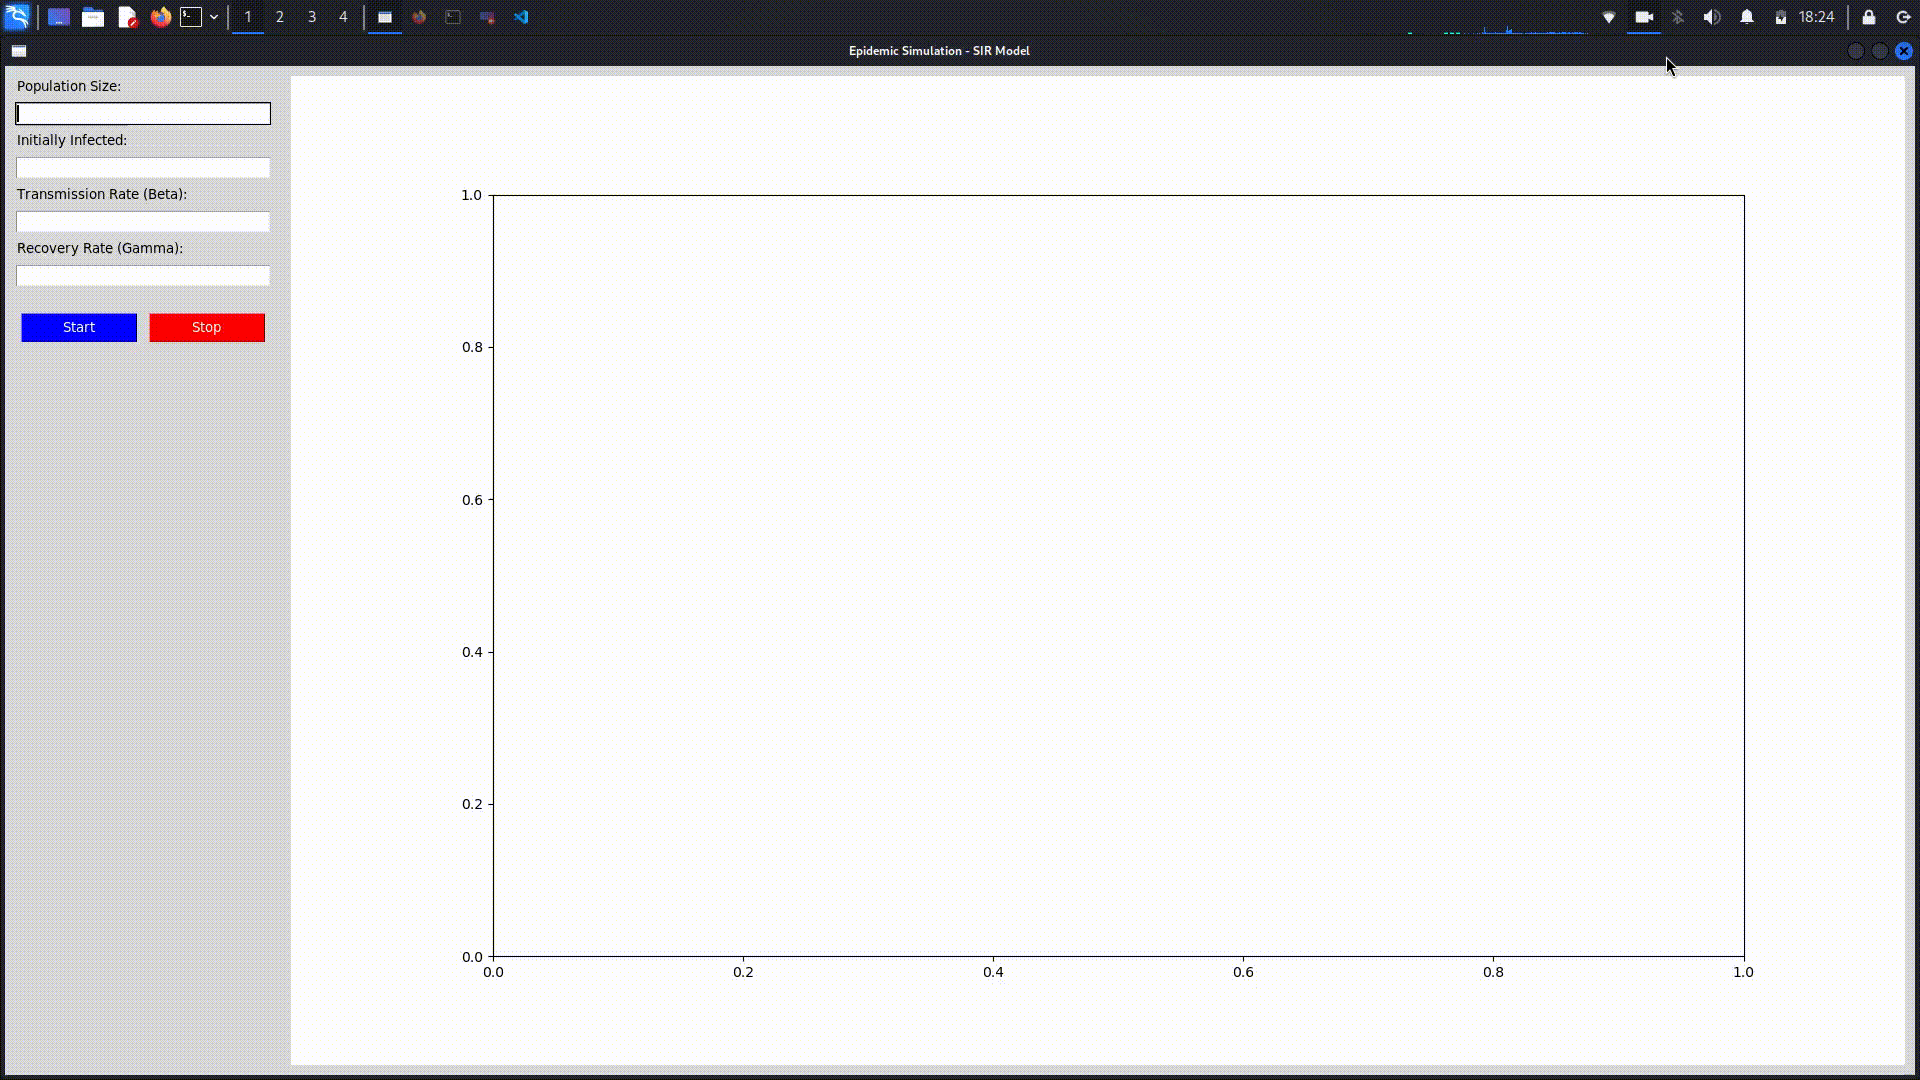 1 2 3 4 18:24
Epidemic Simulation - SIR Model
Population Size:
Initially Infected:
Transmission Rate (Beta):
Recovery Rate (Gamma):
Start Stop
1.0
0.8
0.6
0.4
0.2
0.0
0.0 0.2 0.4 0.6 0.8 1.0